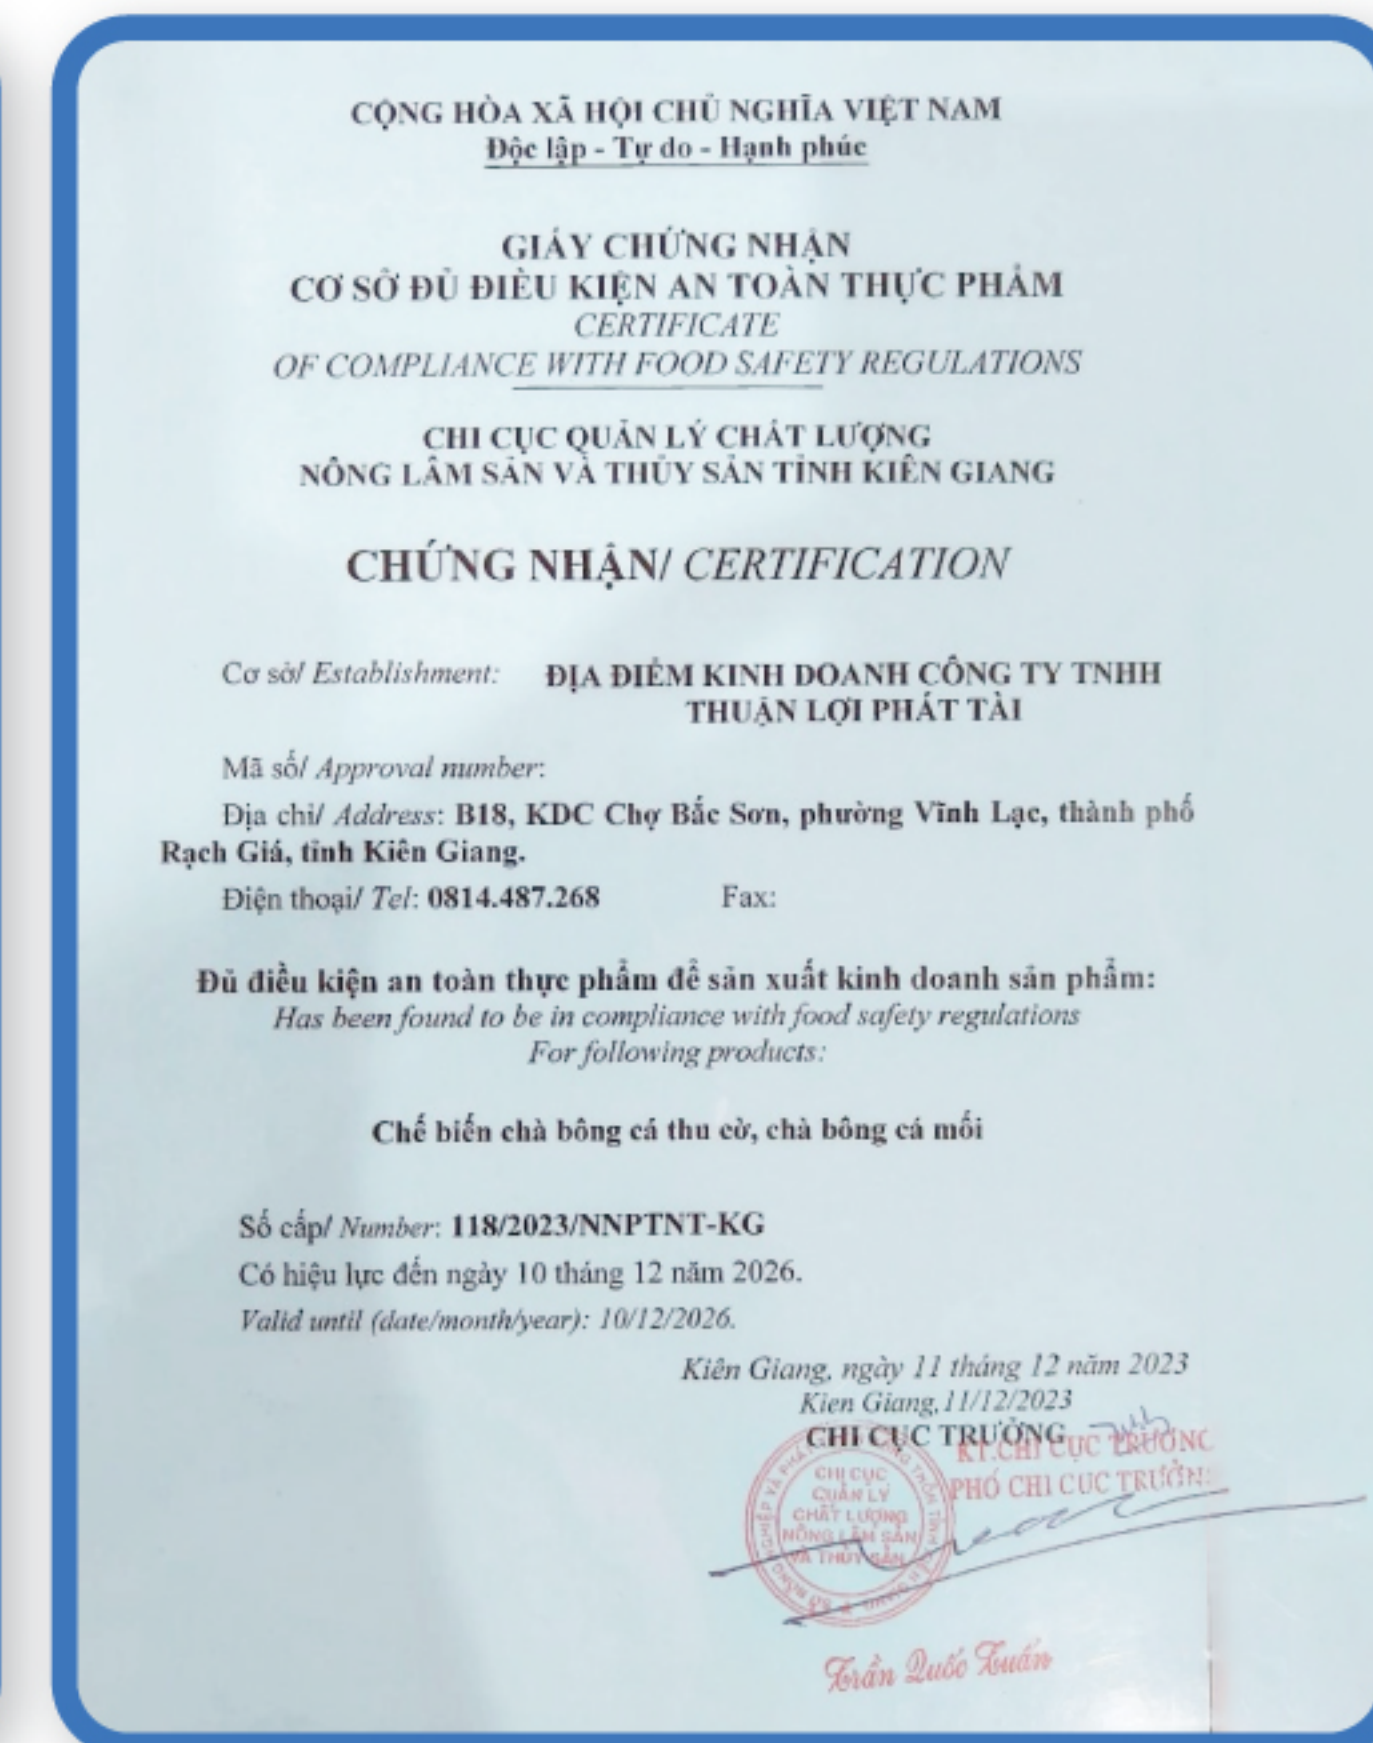 CỘNG HÒA XÃ HỘI CHỦ NGHĨA VIỆT NAM
Độc lập - Tự do - Hạnh phúc
GIẤY CHỨNG NHẬN
CƠ SỞ ĐỦ ĐIỀU KIỆN AN TOÀN THỰC PHẨM
CERTIFICATE
OF COMPLIANCE WITH FOOD SAFETY REGULATIONS
CHI CỤC QUẢN LÝ CHẤT LƯỢNG
NÔNG LÂM SẢN VÀ THỦY SẢN TỈNH KIÊN GIANG
CHỨNG NHẬN/ CERTIFICATION
Cơ sở/ Establishment: ĐỊA ĐIỂM KINH DOANH CÔNG TY TNHH
THUẬN LỢI PHÁT TÀI
Mã số/ Approval number:
Địa chỉ/ Address: B18, KDC Chợ Bắc Sơn, phường Vĩnh Lạc, thành phố
Rạch Giá, tỉnh Kiên Giang.
Điện thoại/ Tel: 0814.487.268 Fax:
Đủ điều kiện an toàn thực phẩm để sản xuất kinh doanh sản phẩm:
Has been found to be in compliance with food safety regulations
For following products:
Chế biến chà bông cá thu cờ, chà bông cá mối
Số cấp/ Number: 118/2023/NNPTNT-KG
Có hiệu lực đến ngày 10 tháng 12 năm 2026.
Valid until (date/month/year): 10/12/2026.
Kiên Giang, ngày 11 tháng 12 năm 2023
Kien Giang, 11/12/2023
CHI CỤC TRƯỞNG
KT.CHI CỤC TRƯỞNG
PHÓ CHI CỤC TRƯỞNG
CHI CỤC
QUẢN LÝ
CHẤT LƯỢNG
NÔNG LÂM SẢN
VÀ THỦY SẢN
Trần Quốc Tuấn